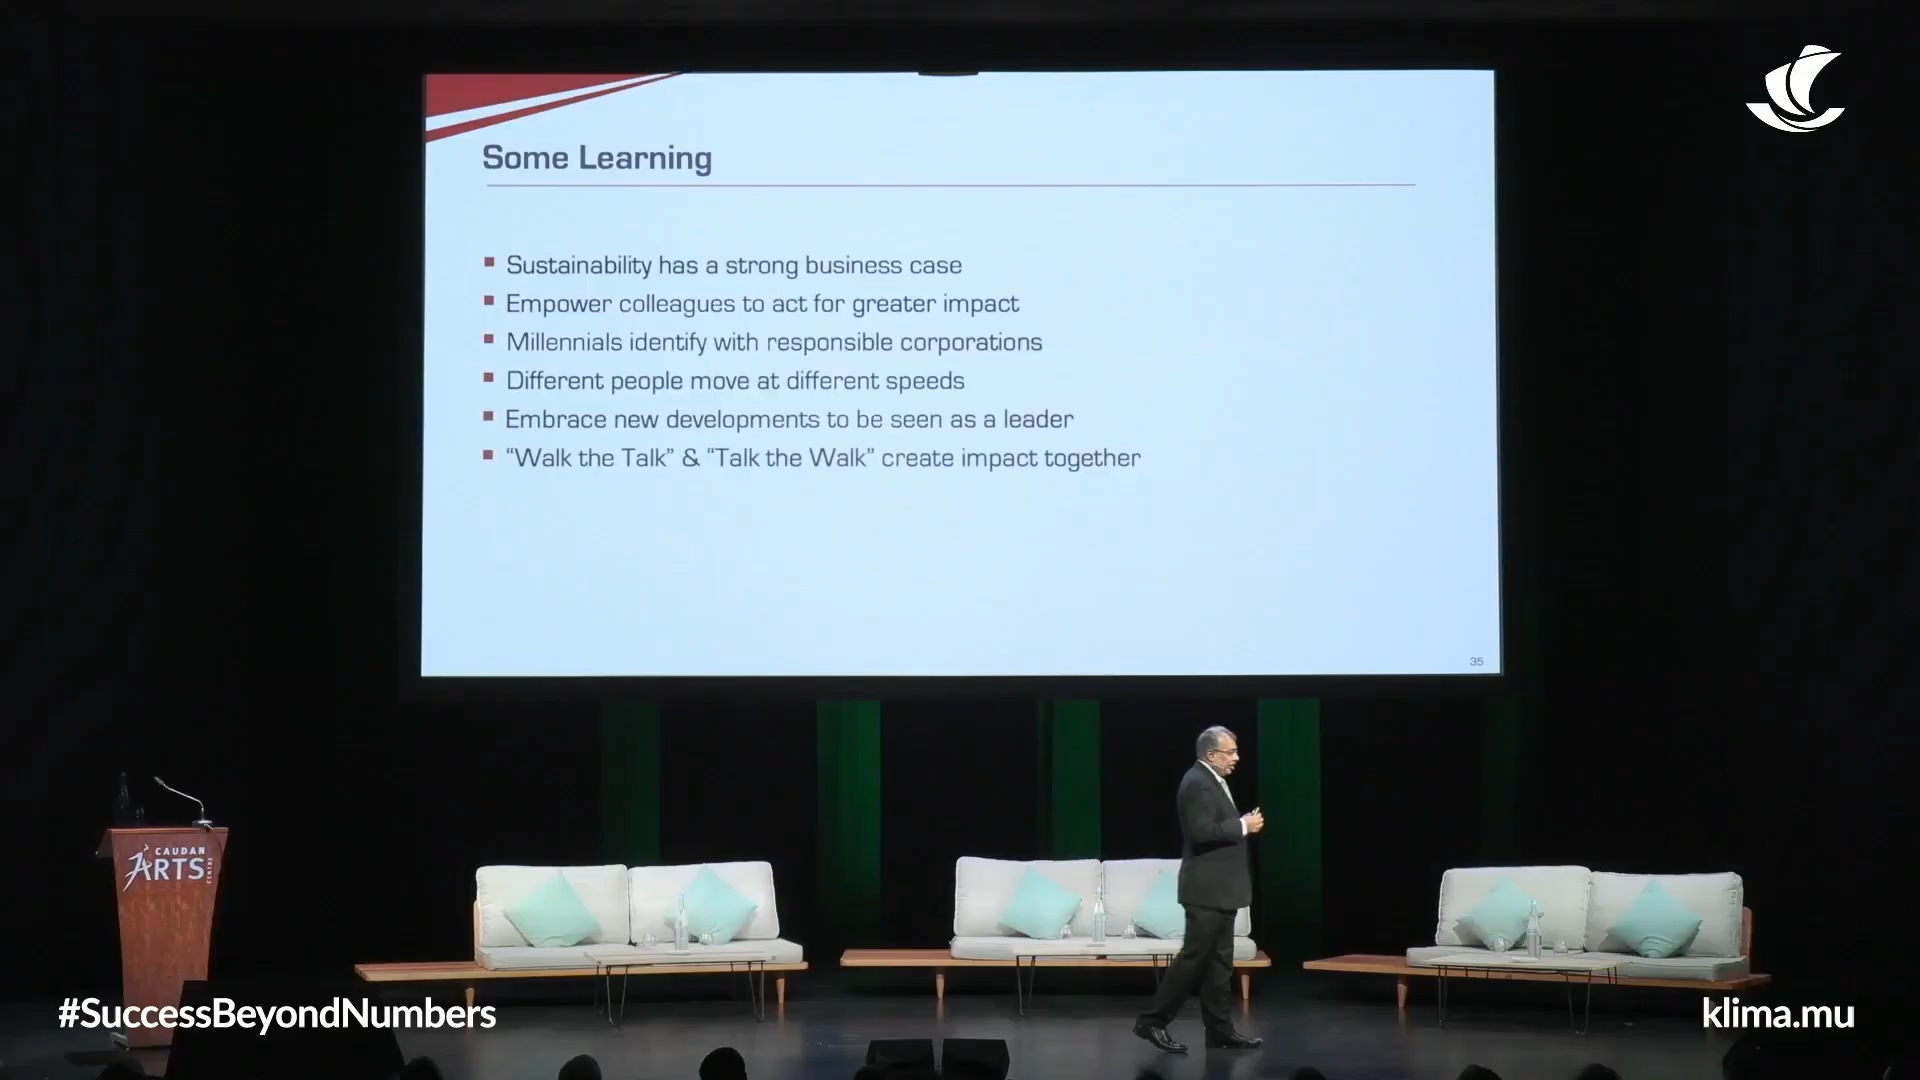 Some Learning
Sustainability has a strong business case
Empower colleagues to act for greater impact
Millennials identify with responsible corporations
Different people move at different speeds
Embrace new developments to be seen as a leader
“Walk the Talk” & “Talk the Walk” create impact together
35
CAUDAN
ARTS
CENTRE
#SuccessBeyondNumbers
klima.mu